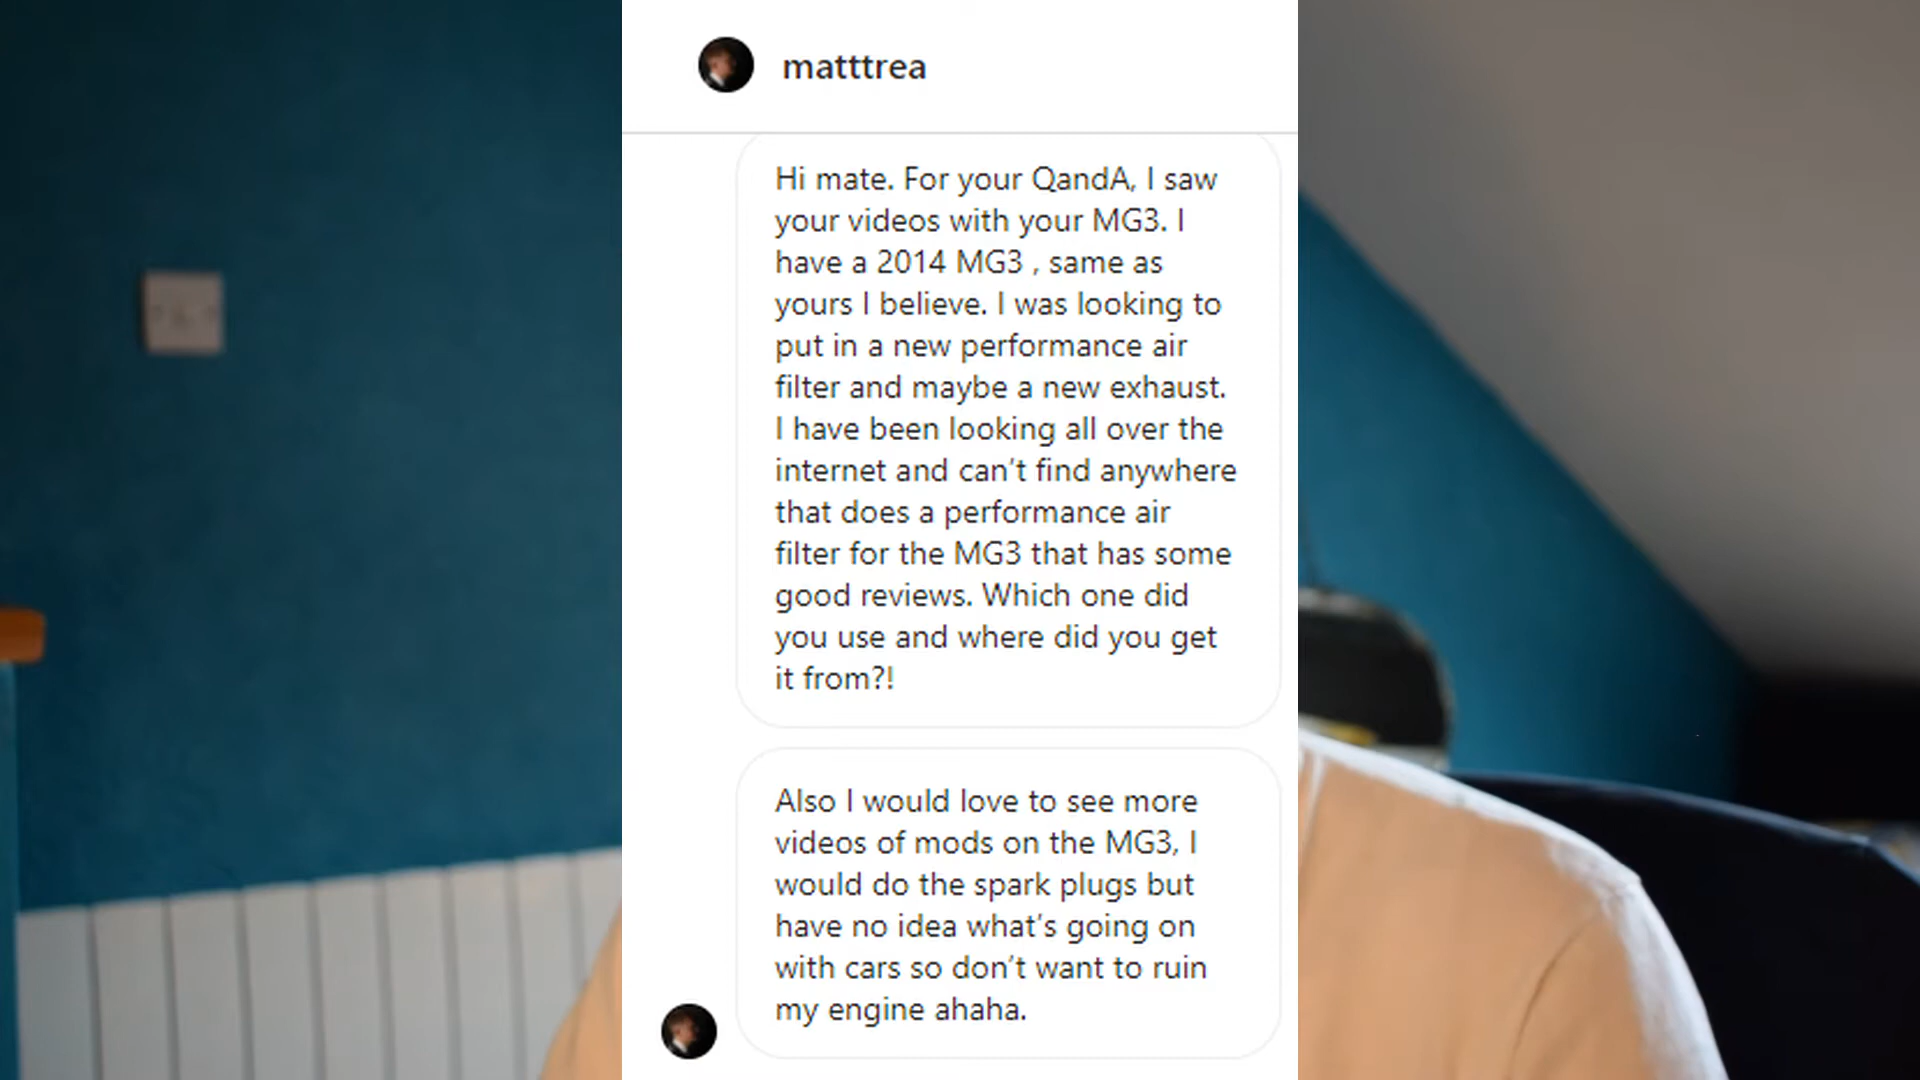 matttrea
Hi mate. For your QandA, I saw
your videos with your MG3. I
have a 2014 MG3 , same as
yours I believe. I was looking to
put in a new performance air
filter and maybe a new exhaust.
I have been looking all over the
internet and can’t find anywhere
that does a performance air
filter for the MG3 that has some
good reviews. Which one did
you use and where did you get
it from?!
Also I would love to see more
videos of mods on the MG3, I
would do the spark plugs but
have no idea what’s going on
with cars so don’t want to ruin
my engine ahaha.